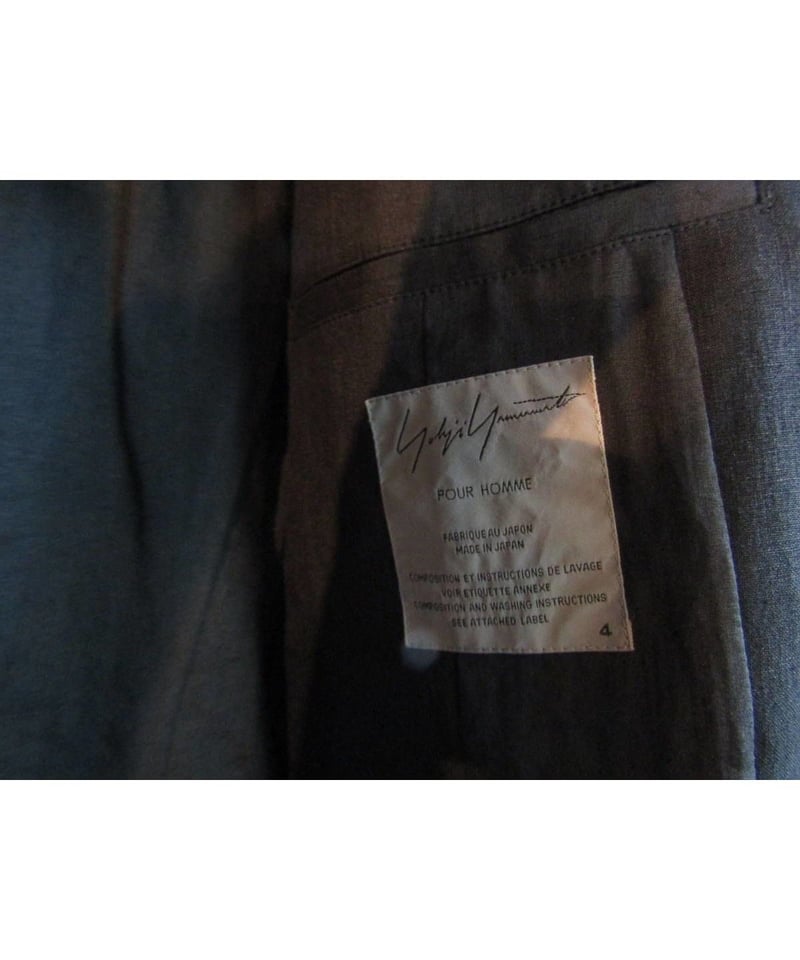 Yohji Yamamoto
POUR HOMME
FABRIQUE AU JAPON
MADE IN JAPAN
COMPOSITION ET INSTRUCTIONS DE LAVAGE
VOIR ETIQUETTE ANNEXE
COMPOSITION AND WASHING INSTRUCTIONS
SEE ATTACHED LABEL
4